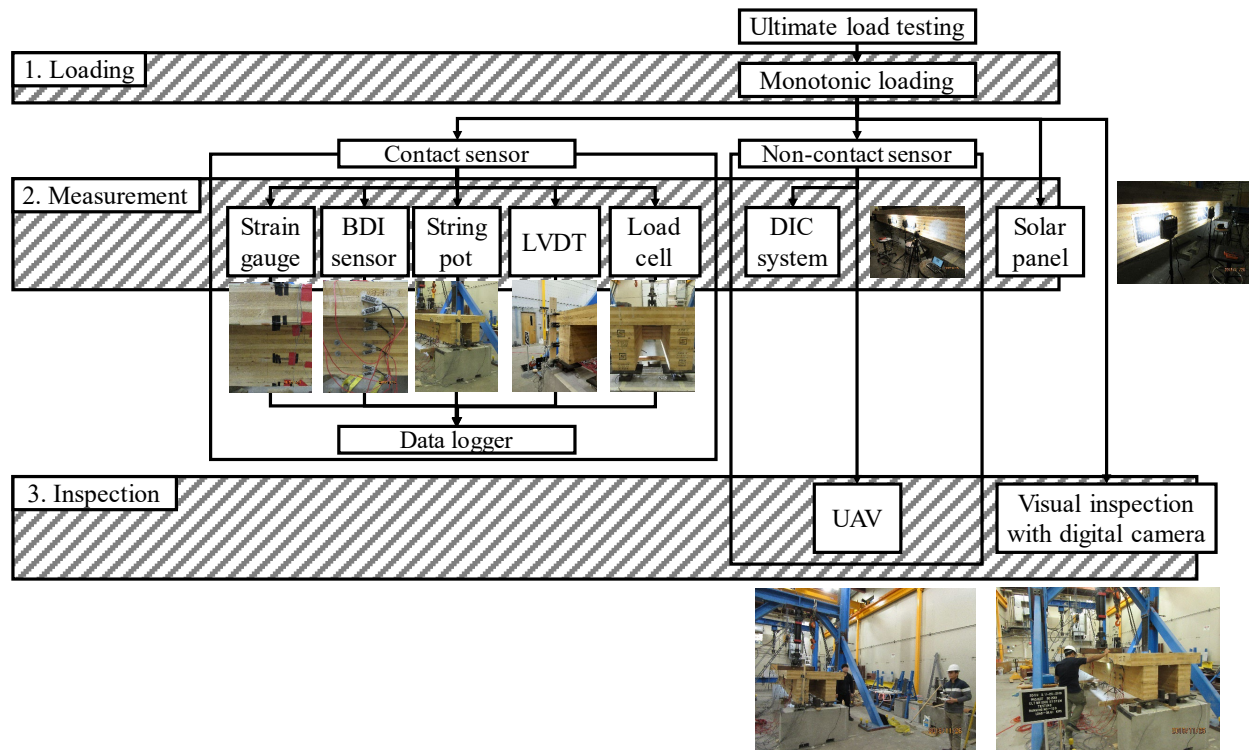 Ultimate load testing
1. Loading
Monotonic loading
Contact sensor
Non-contact sensor
2. Measurement
Strain
gauge
BDI
sensor
String
pot
LVDT
Load
cell
DIC
system
Solar
panel
Data logger
3. Inspection
UAV
Visual inspection
with digital camera